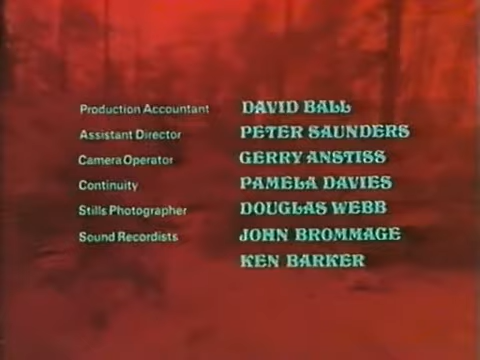 Production Accountant DAVID BALL
Assistant Director PETER SAUNDERS
Camera Operator GERRY ANSTISS
Continuity PAMELA DAVIES
Stills Photographer DOUGLAS WEBB
Sound Recordists JOHN BROMMAGE
KEN BARKER